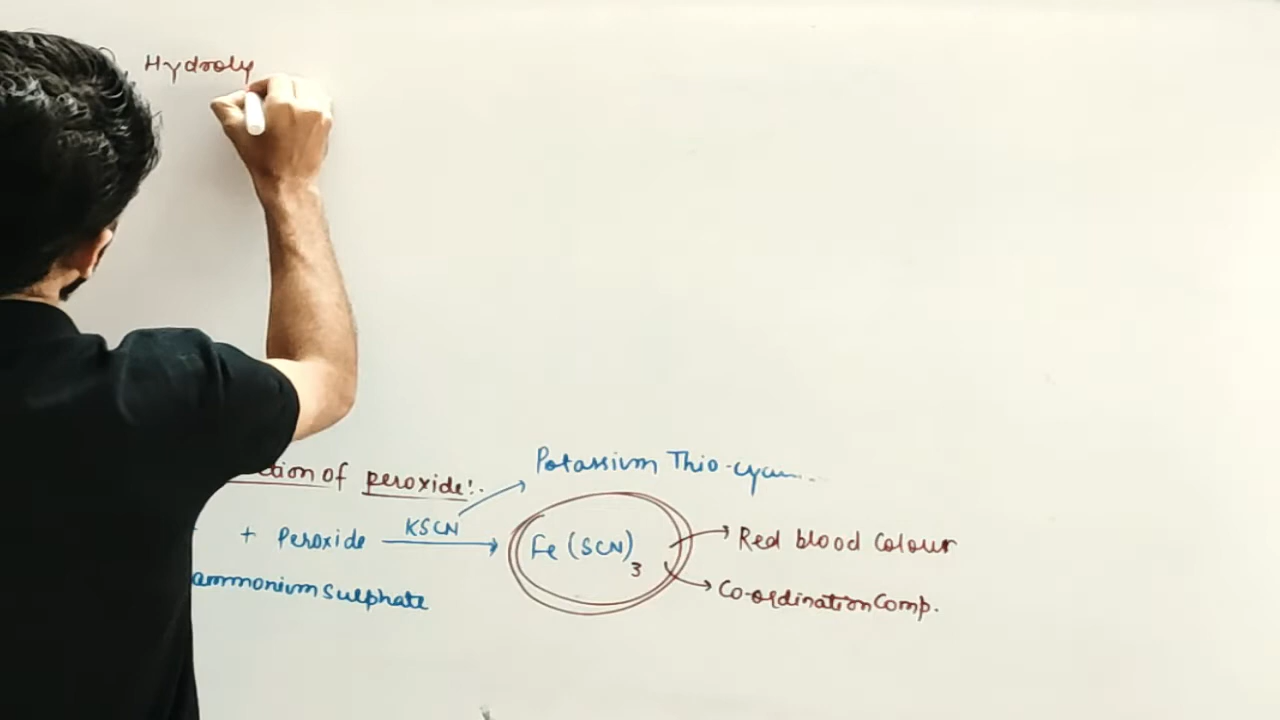 Hydroly
ction of peroxide:-
Potassium Thio-cyan...
+ Peroxide
KSCN
Fe(SCN)3
Red blood Colour
Co-ordination Comp.
ammonium Sulphate